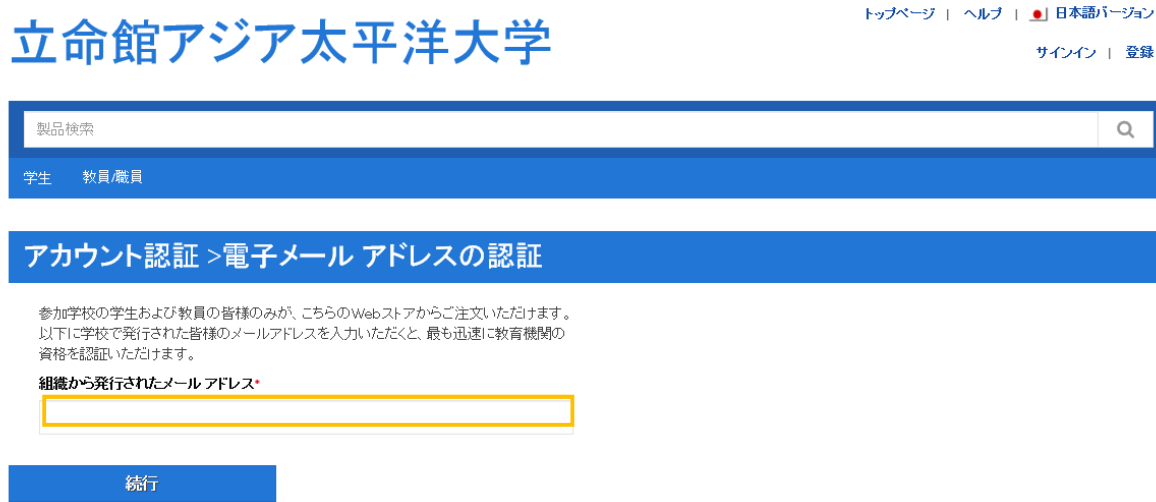 立命館アジア太平洋大学
トップページ | ヘルプ | 日本語バージョン
サインイン | 登録
製品検索
学生 教員/職員
アカウント認証 >電子メール アドレスの認証
参加学校の学生および教員の皆様のみが、こちらのWebストアからご注文いただけます。
以下に学校で発行された皆様のメールアドレスを入力いただくと、最も迅速に教育機関の
資格を認証いただけます。
組織から発行されたメール アドレス*
続行